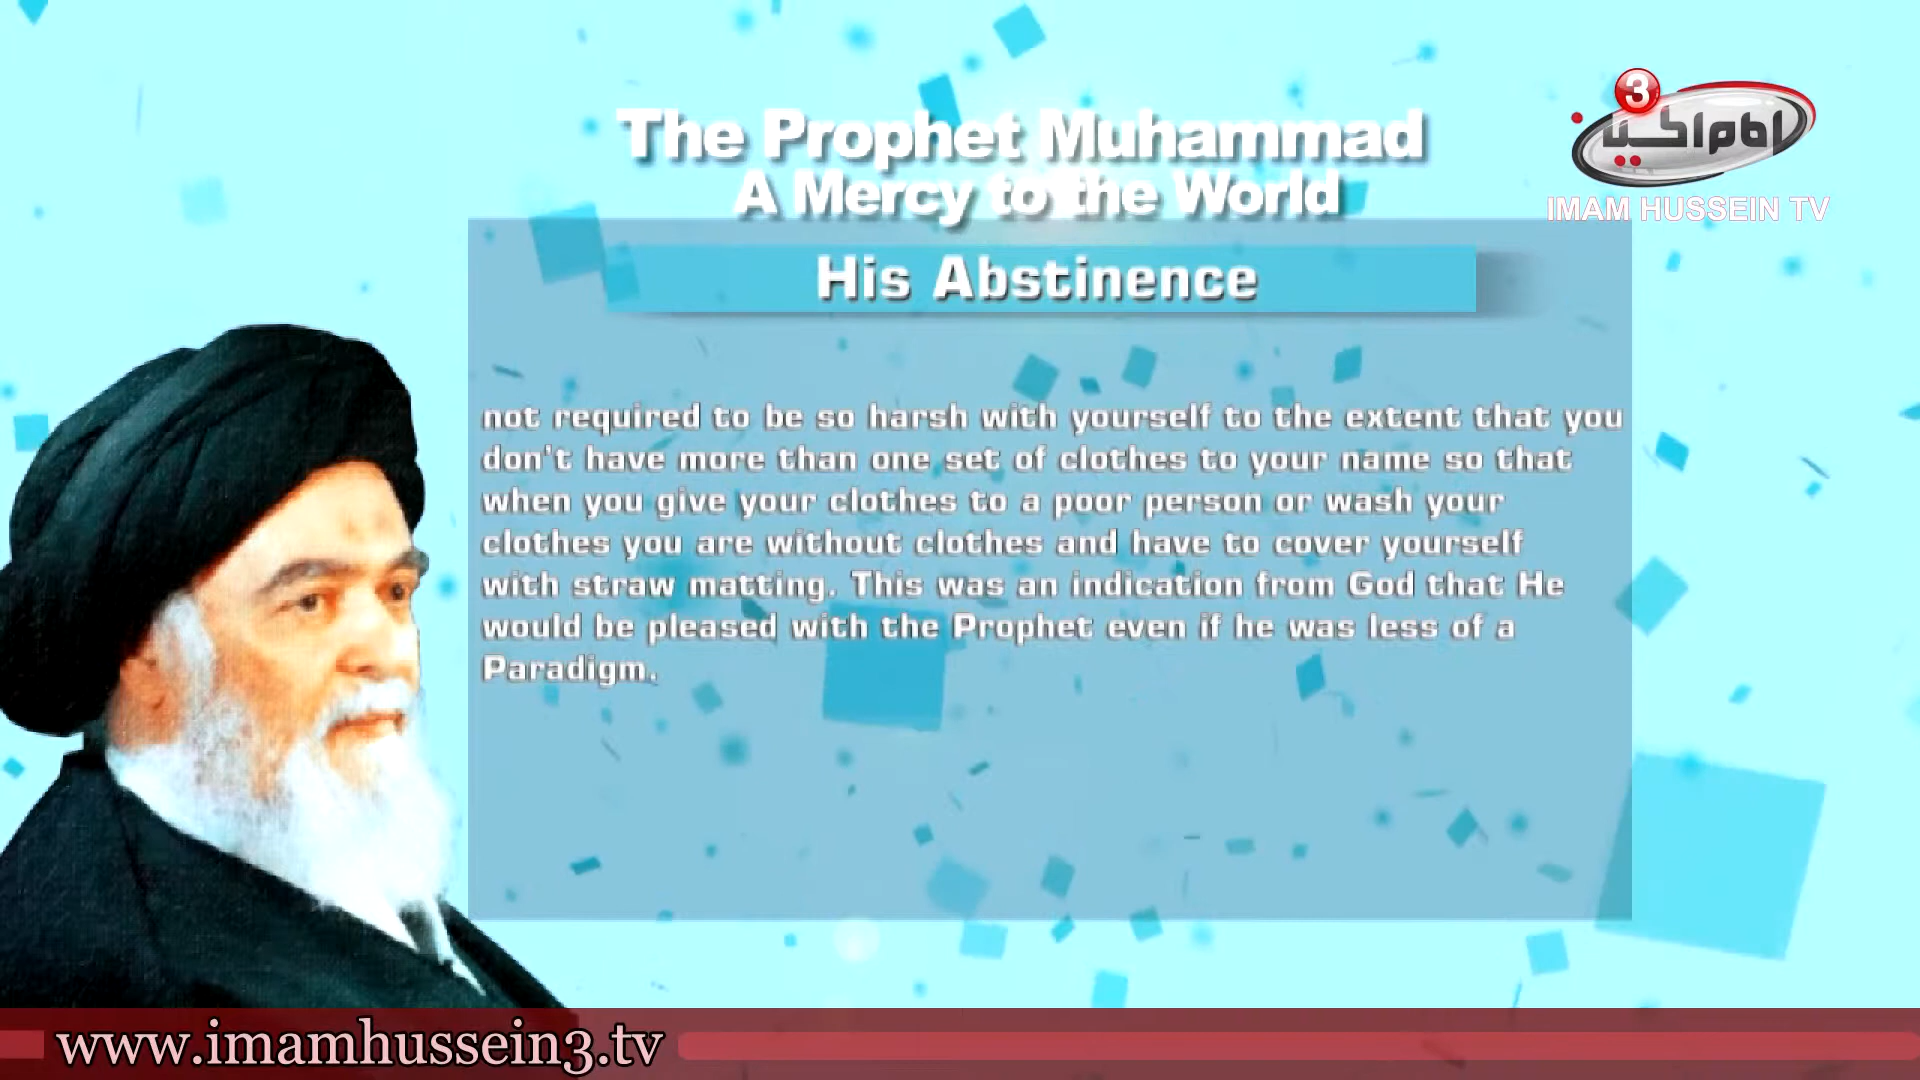 The Prophet Muhammad
A Mercy to the World
3
IMAM HUSSEIN TV
His Abstinence
not required to be so harsh with yourself to the extent that you
don't have more than one set of clothes to your name so that
when you give your clothes to a poor person or wash your
clothes you are without clothes and have to cover yourself
with straw matting. This was an indication from God that He
would be pleased with the Prophet even if he was less of a
Paradigm.
www.imamhussein3.tv